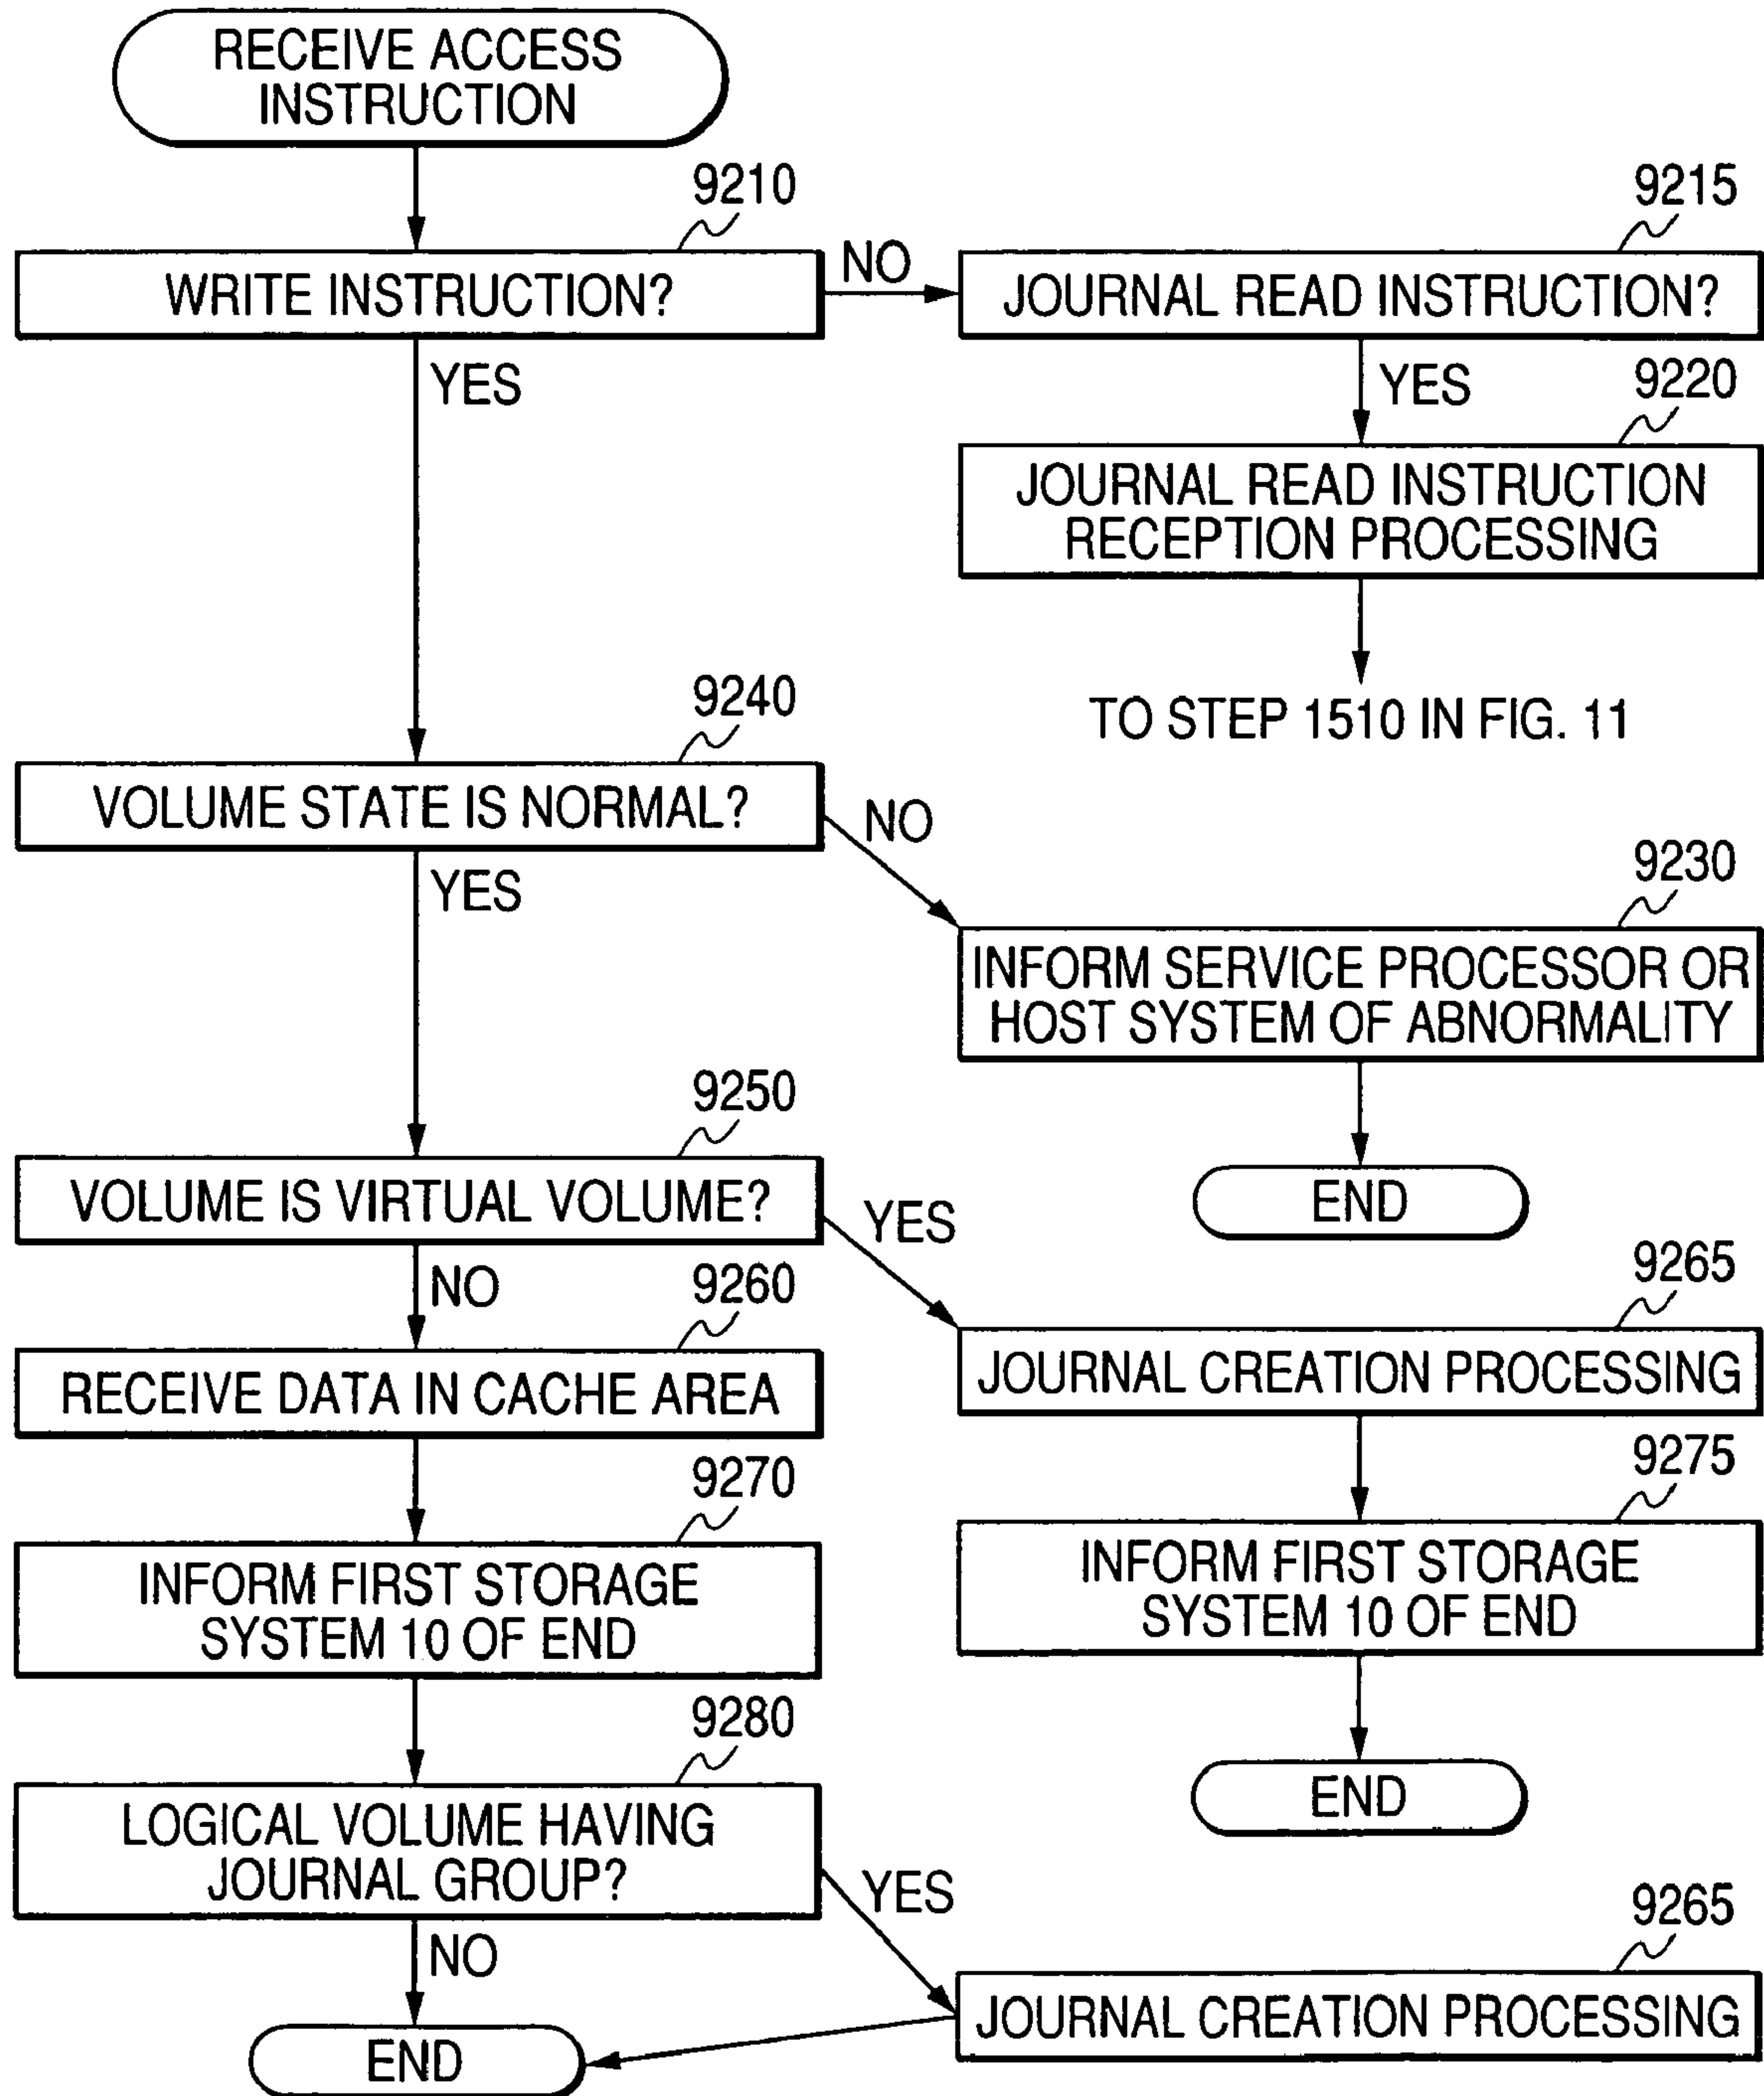 RECEIVE ACCESS
INSTRUCTION
9210
WRITE INSTRUCTION?
NO
9215
JOURNAL READ INSTRUCTION?
YES
YES
9220
JOURNAL READ INSTRUCTION
RECEPTION PROCESSING
TO STEP 1510 IN FIG. 11
9240
VOLUME STATE IS NORMAL?
NO
YES
9230
INFORM SERVICE PROCESSOR OR
HOST SYSTEM OF ABNORMALITY
END
9250
VOLUME IS VIRTUAL VOLUME?
YES
NO
9265
JOURNAL CREATION PROCESSING
9260
RECEIVE DATA IN CACHE AREA
9275
INFORM FIRST STORAGE
SYSTEM 10 OF END
END
9270
INFORM FIRST STORAGE
SYSTEM 10 OF END
9280
LOGICAL VOLUME HAVING
JOURNAL GROUP?
YES
NO
9265
JOURNAL CREATION PROCESSING
END